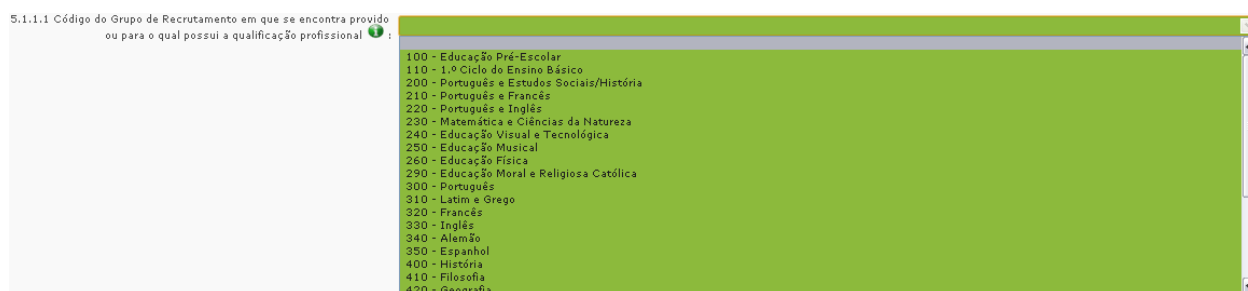 5.1.1.1 Código do Grupo de Recrutamento em que se encontra provido
ou para o qual possui a qualificação profissional :
100 - Educação Pré-Escolar
110 - 1.º Ciclo do Ensino Básico
200 - Português e Estudos Sociais/História
210 - Português e Francês
220 - Português e Inglês
230 - Matemática e Ciências da Natureza
240 - Educação Visual e Tecnológica
250 - Educação Musical
260 - Educação Física
290 - Educação Moral e Religiosa Católica
300 - Português
310 - Latim e Grego
320 - Francês
330 - Inglês
340 - Alemão
350 - Espanhol
400 - História
410 - Filosofia
420 - Geografia